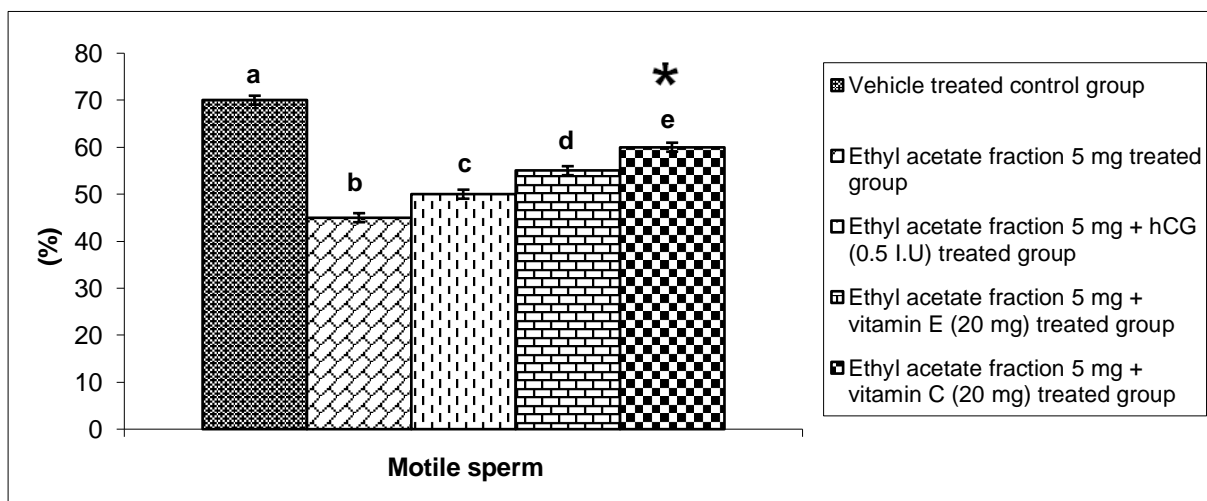 80
70
60
50
40
30
20
10
0
(%)
a
b
c
d
*
e
Motile sperm
Vehicle treated control group
Ethyl acetate fraction 5 mg treated
group
Ethyl acetate fraction 5 mg + hCG
(0.5 I.U) treated group
Ethyl acetate fraction 5 mg +
vitamin E (20 mg) treated group
Ethyl acetate fraction 5 mg +
vitamin C (20 mg) treated group